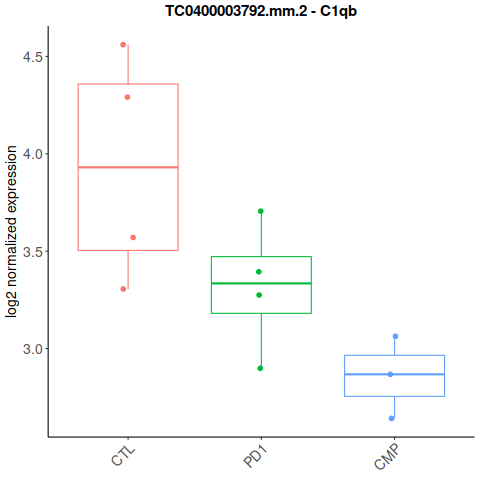 TC0400003792.mm.2 - C1qb
log2 normalized expression
4.5
4.0
3.5
3.0
CTL
PD1
CMP